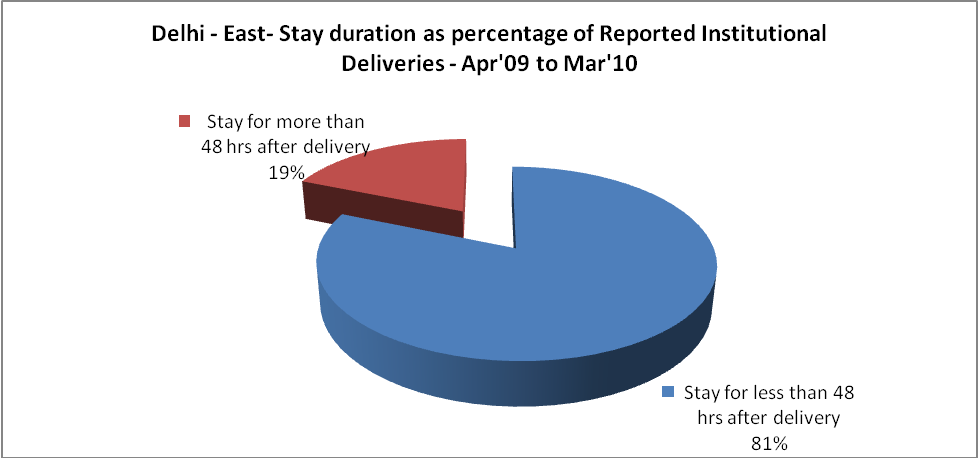 Delhi - East- Stay duration as percentage of Reported Institutional
Deliveries - Apr'09 to Mar'10
Stay for more than
48 hrs after delivery
19%
Stay for less than 48
hrs after delivery
81%